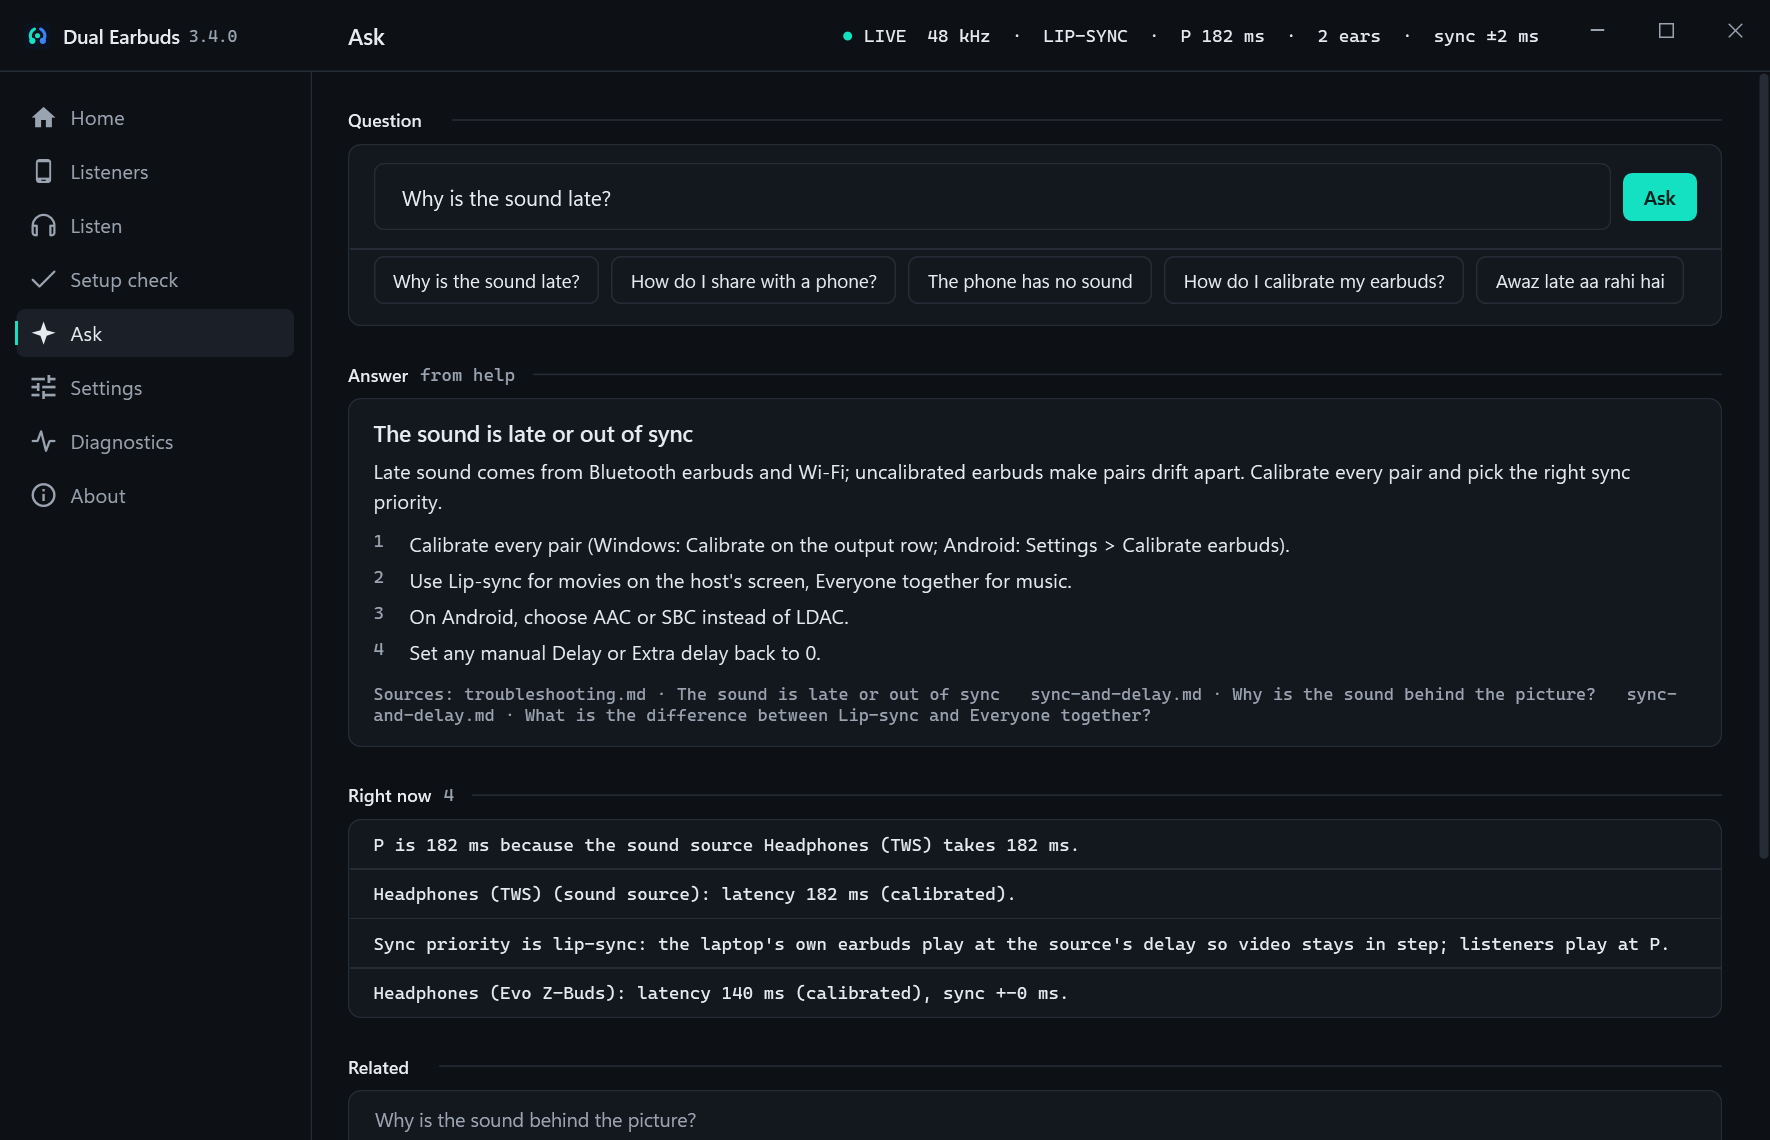 Dual Earbuds 3.4.0
Ask
LIVE 48 kHz · LIP-SYNC · P 182 ms · 2 ears · sync ±2 ms
Home
Listeners
Listen
Setup check
Ask
Settings
Diagnostics
About
Question
Why is the sound late?
Ask
Why is the sound late?
How do I share with a phone?
The phone has no sound
How do I calibrate my earbuds?
Awaz late aa rahi hai
Answer from help
The sound is late or out of sync
Late sound comes from Bluetooth earbuds and Wi-Fi; uncalibrated earbuds make pairs drift apart. Calibrate every pair and pick the right sync
priority.
1 Calibrate every pair (Windows: Calibrate on the output row; Android: Settings > Calibrate earbuds).
2 Use Lip-sync for movies on the host's screen, Everyone together for music.
3 On Android, choose AAC or SBC instead of LDAC.
4 Set any manual Delay or Extra delay back to 0.
Sources: troubleshooting.md · The sound is late or out of sync sync-and-delay.md · Why is the sound behind the picture? sync-
and-delay.md · What is the difference between Lip-sync and Everyone together?
Right now 4
P is 182 ms because the sound source Headphones (TWS) takes 182 ms.
Headphones (TWS) (sound source): latency 182 ms (calibrated).
Sync priority is lip-sync: the laptop's own earbuds play at the source's delay so video stays in step; listeners play at P.
Headphones (Evo Z-Buds): latency 140 ms (calibrated), sync +-0 ms.
Related
Why is the sound behind the picture?